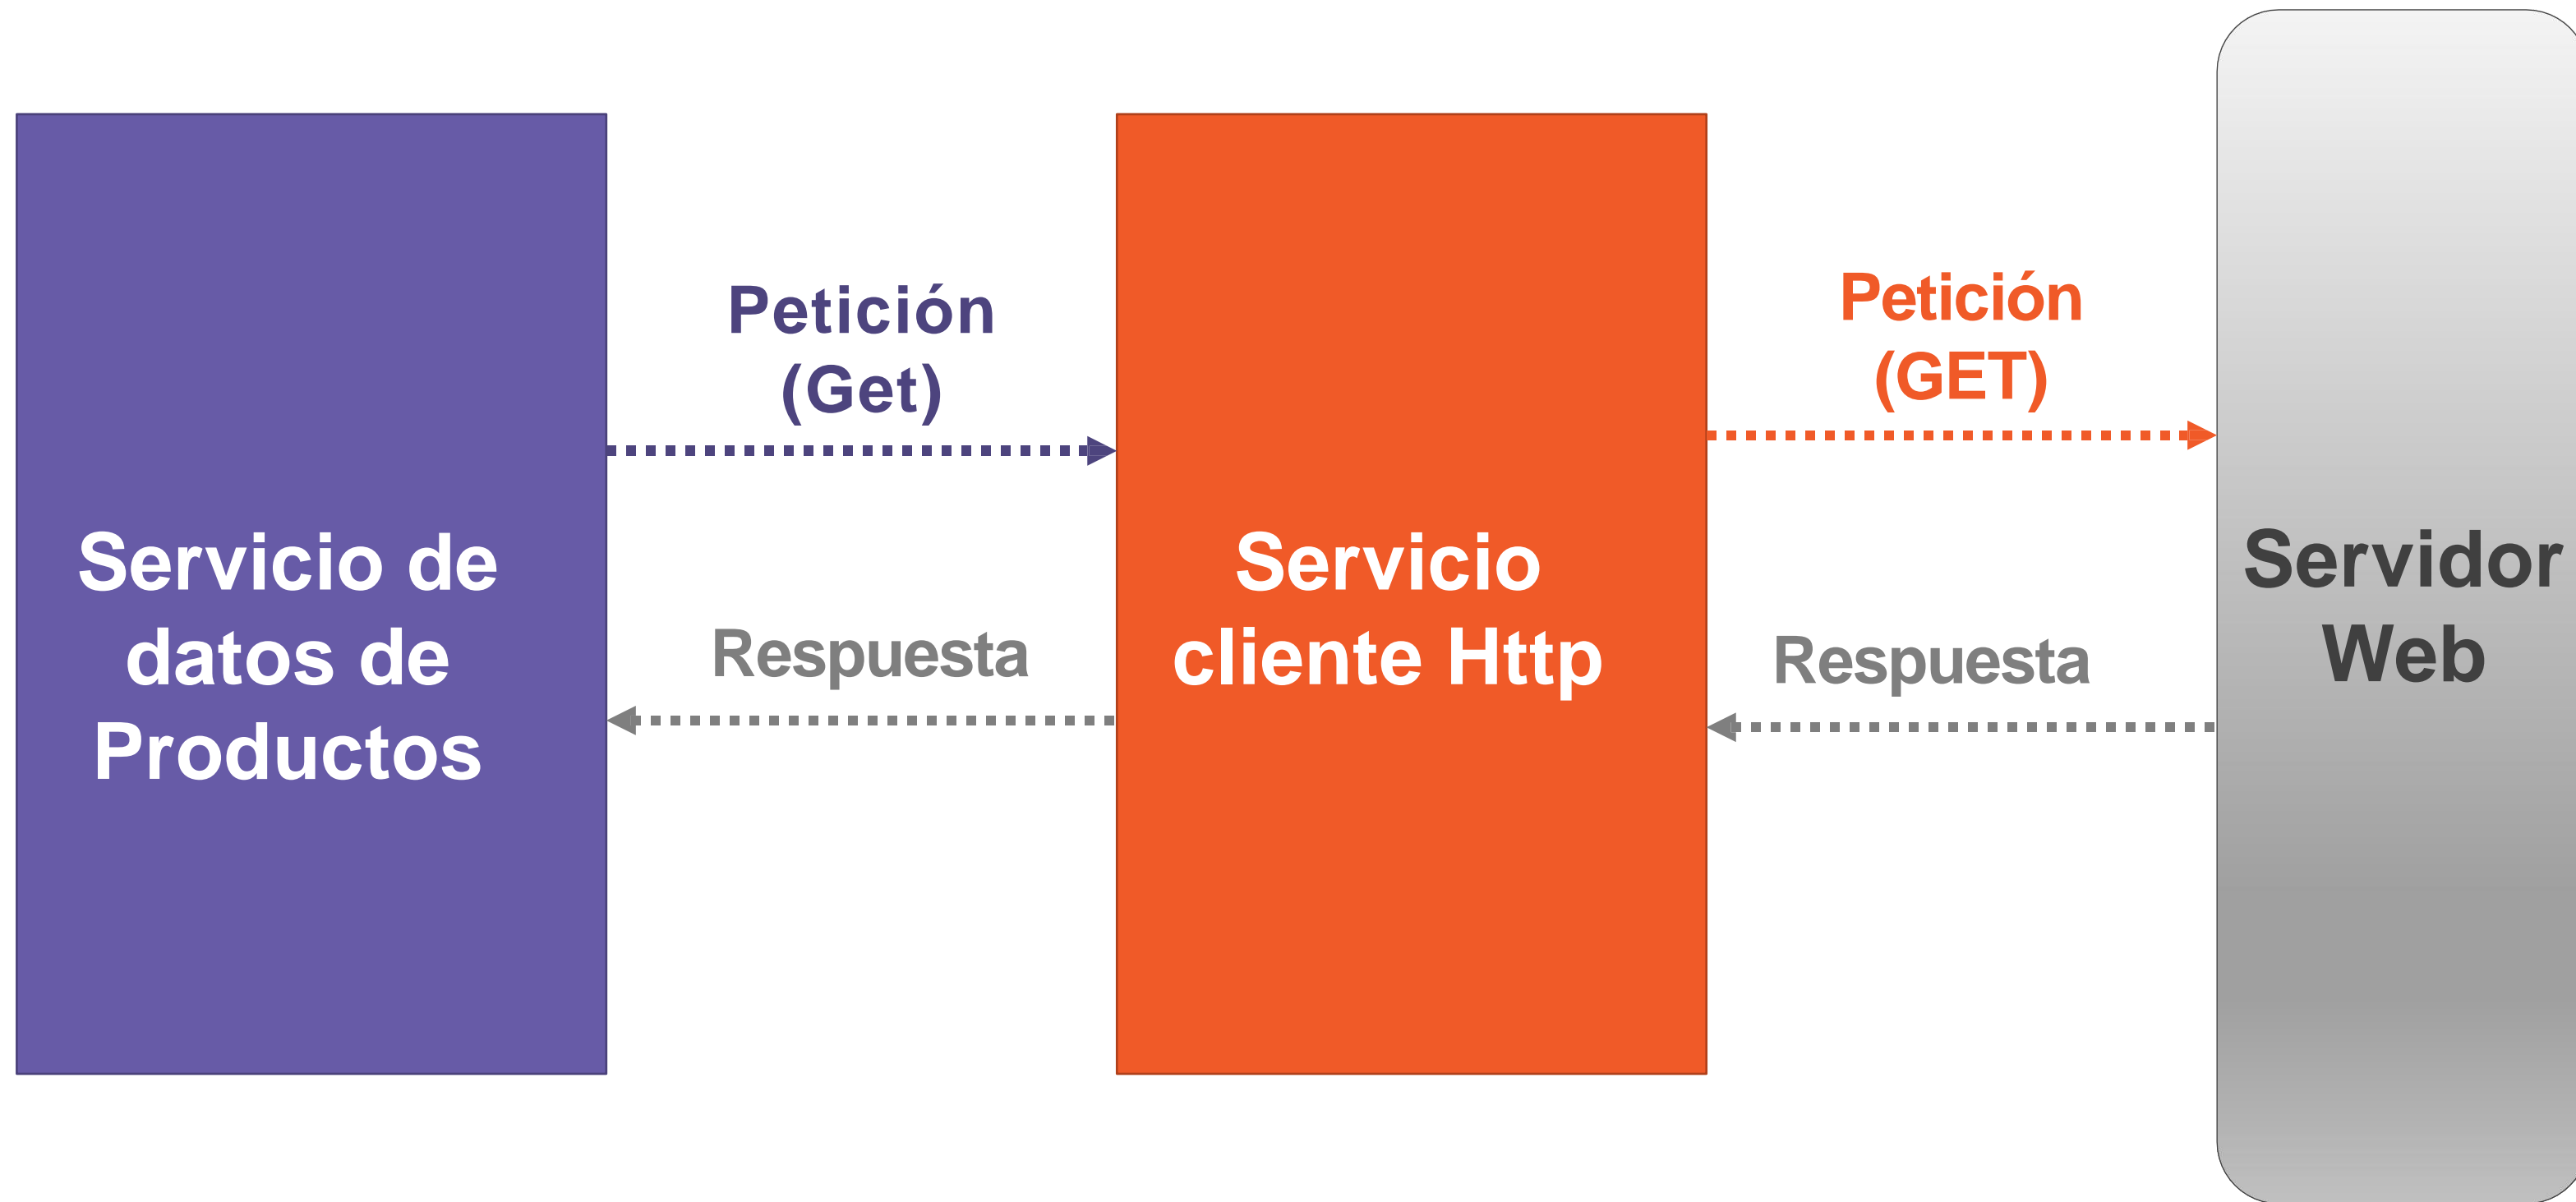 Servicio de
datos de
Productos
Petición
(Get)
Respuesta
Servicio
cliente Http
Petición
(GET)
Respuesta
Servidor
Web